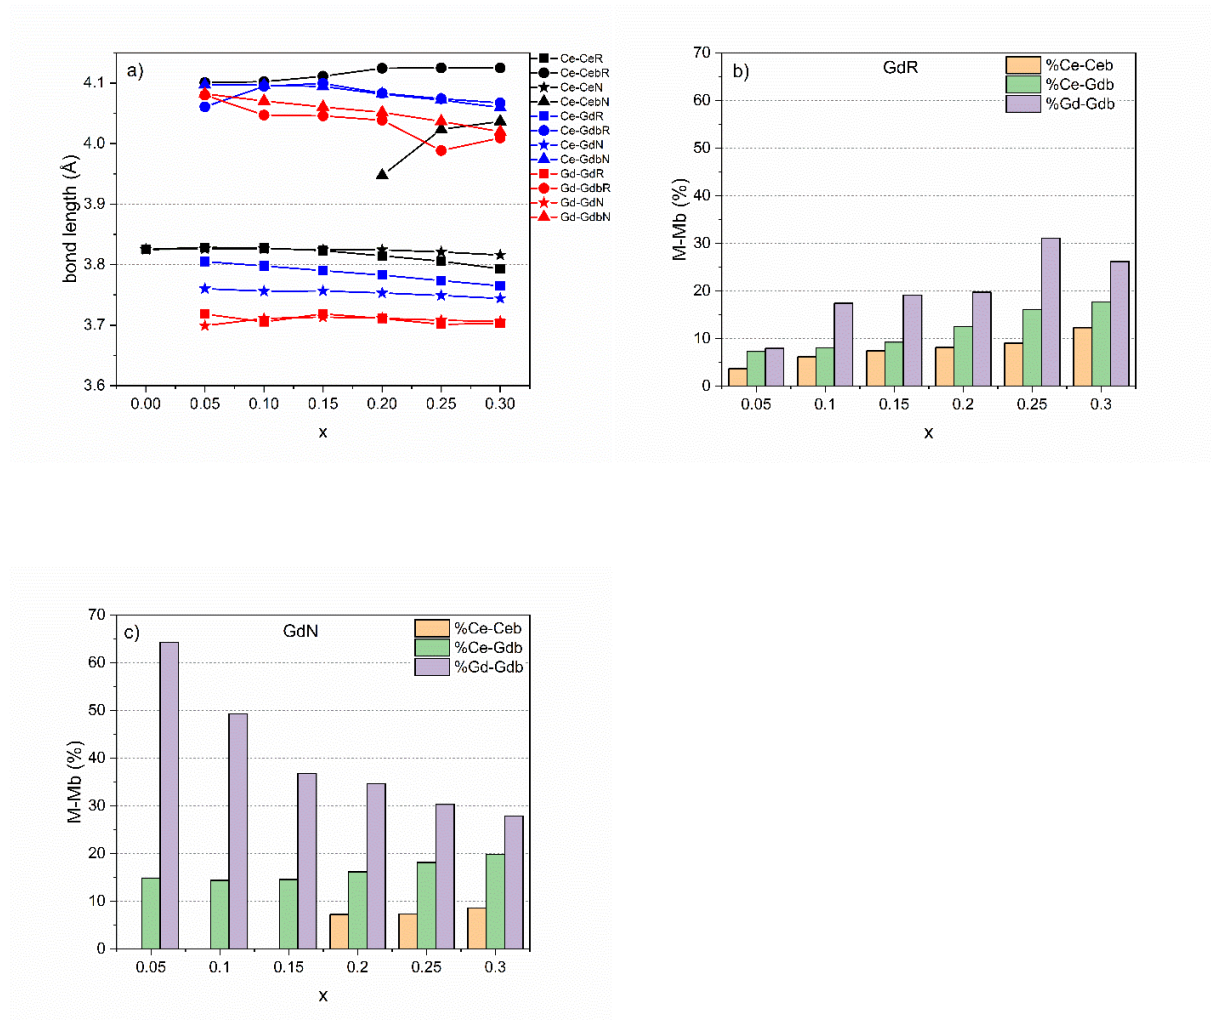 a)
bond length (Å)
4.1
4.0
3.9
3.8
3.7
3.6
0.00 0.05 0.10 0.15 0.20 0.25 0.30
x
Ce-CeR
Ce-CebR
Ce-CeN
Ce-CebN
Ce-GdR
Ce-GdbR
Ce-GdN
Ce-GdbN
Gd-GdR
Gd-GdbR
Gd-GdN
Gd-GdbN
b)
GdR
%Ce-Ceb
%Ce-Gdb
%Gd-Gdb
M-Mb (%)
70
60
50
40
30
20
10
0
0.05 0.1 0.15 0.2 0.25 0.3
x
c)
GdN
%Ce-Ceb
%Ce-Gdb
%Gd-Gdb
M-Mb (%)
70
60
50
40
30
20
10
0
0.05 0.1 0.15 0.2 0.25 0.3
x